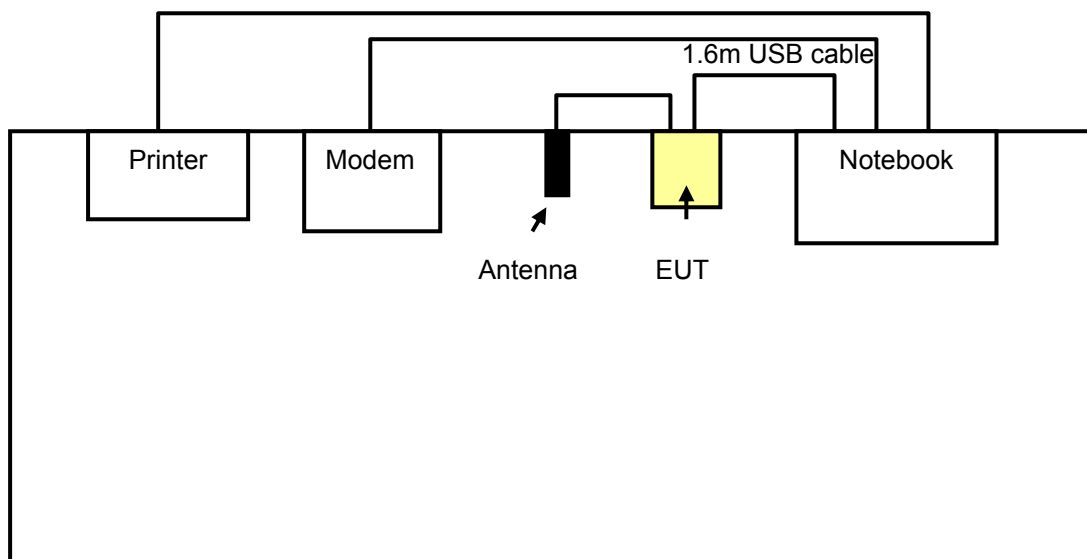 1.6m USB cable
Printer
Modem
Notebook
Antenna
EUT